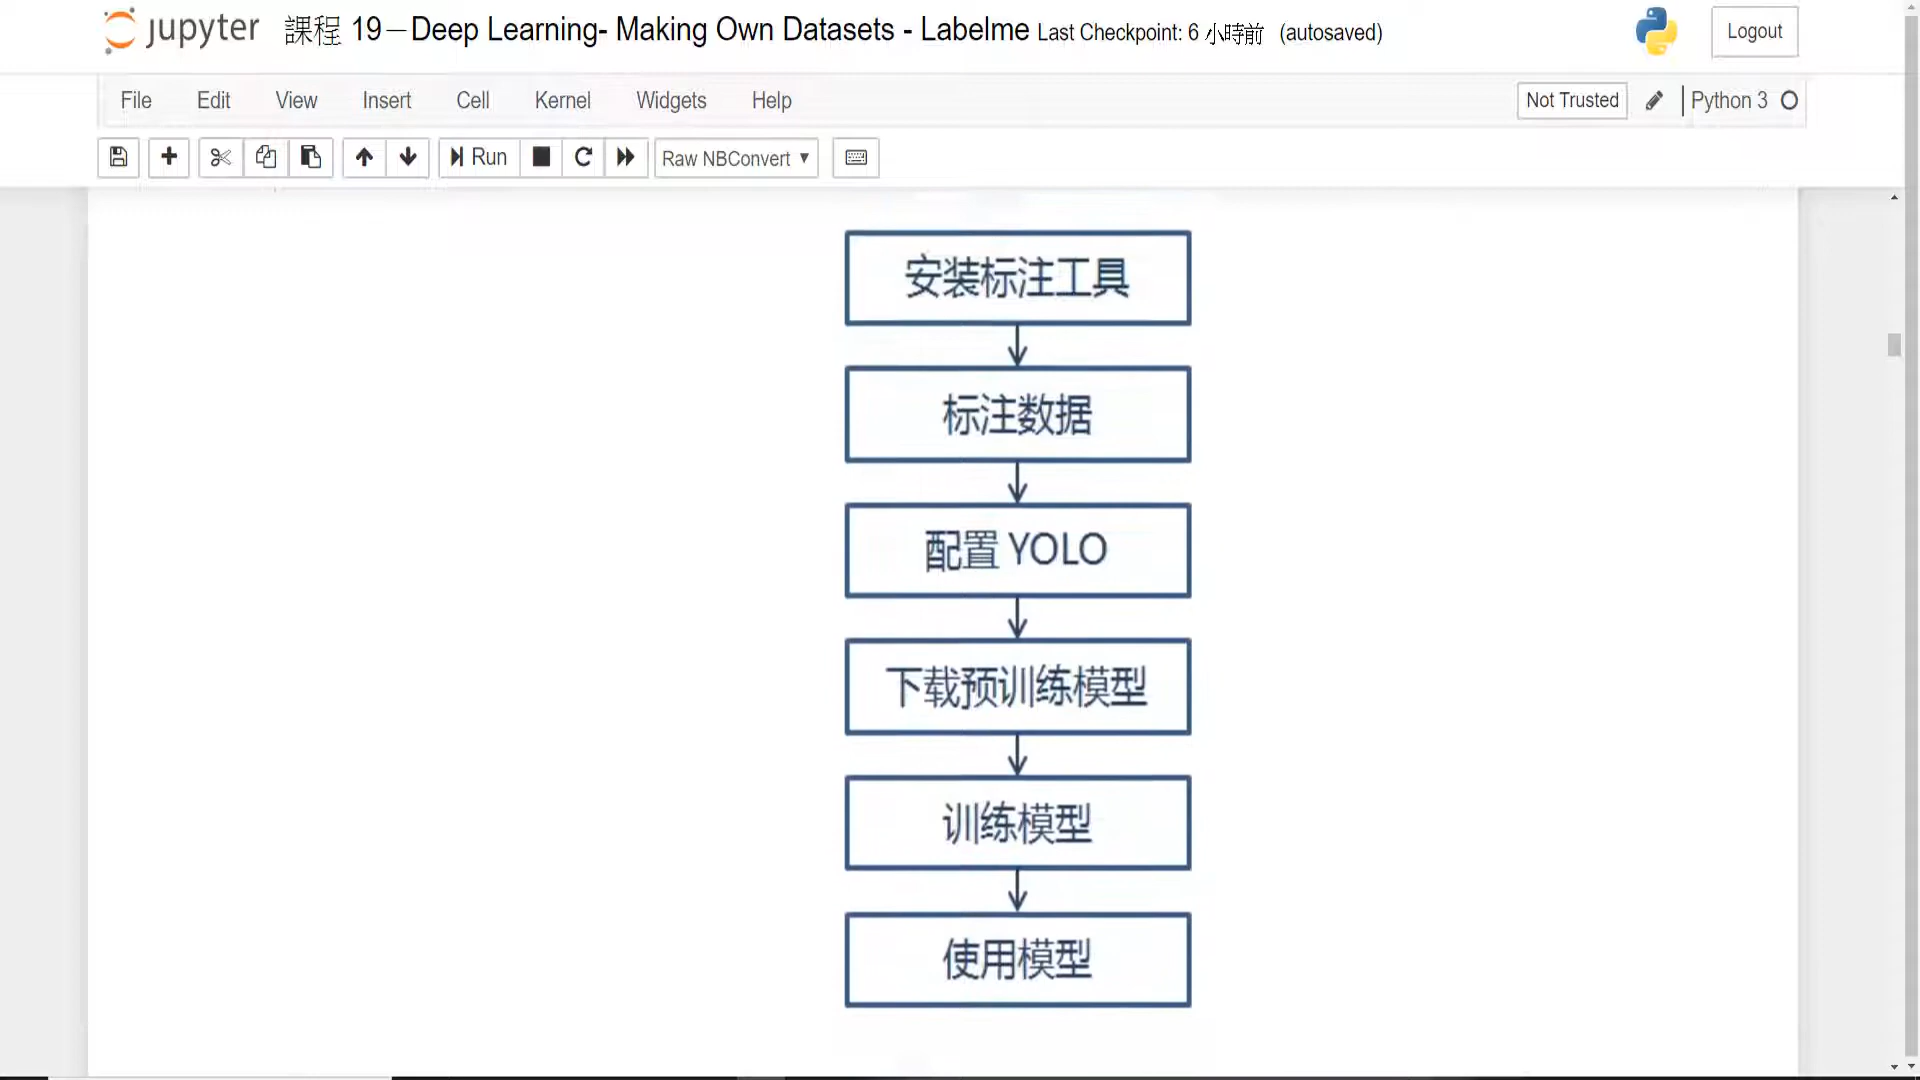 jupyter 課程 19－Deep Learning- Making Own Datasets - Labelme Last Checkpoint: 6 小時前 (autosaved) Logout
File Edit View Insert Cell Kernel Widgets Help Not Trusted Python 3
Run Raw NBConvert
安装标注工具
标注数据
配置 YOLO
下载预训练模型
训练模型
使用模型